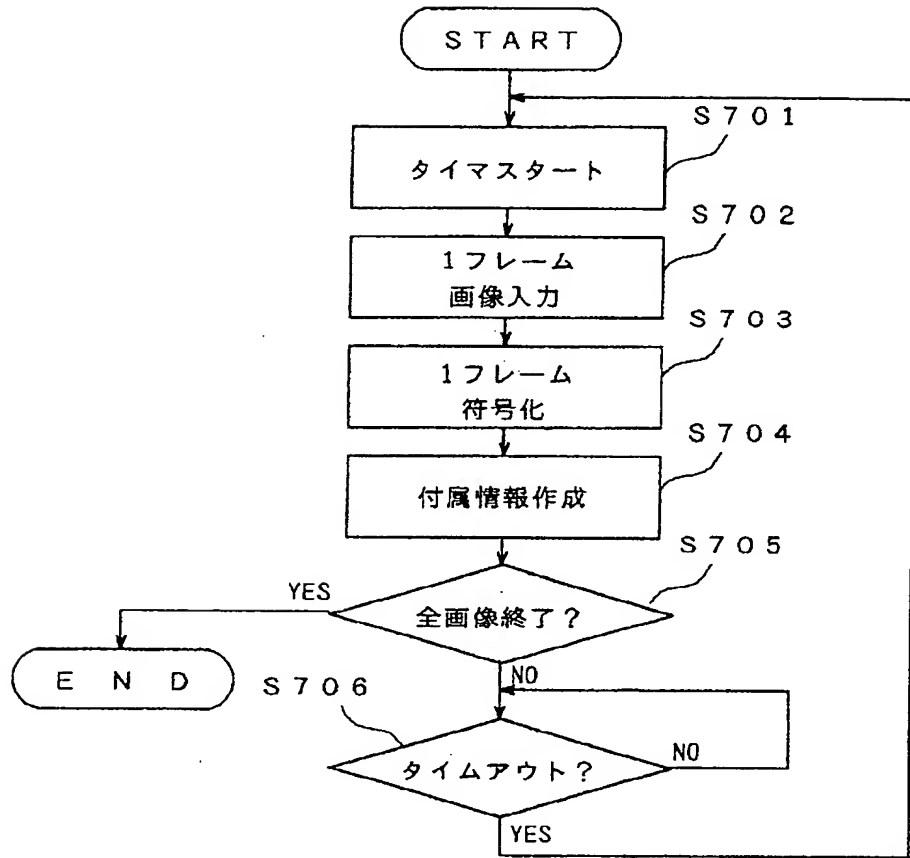 START
S701
タイマスタート
S702
1フレーム
画像入力
S703
1フレーム
符号化
S704
付属情報作成
S705
YES
全画像終了?
END
NO
S706
タイムアウト?
NO
YES